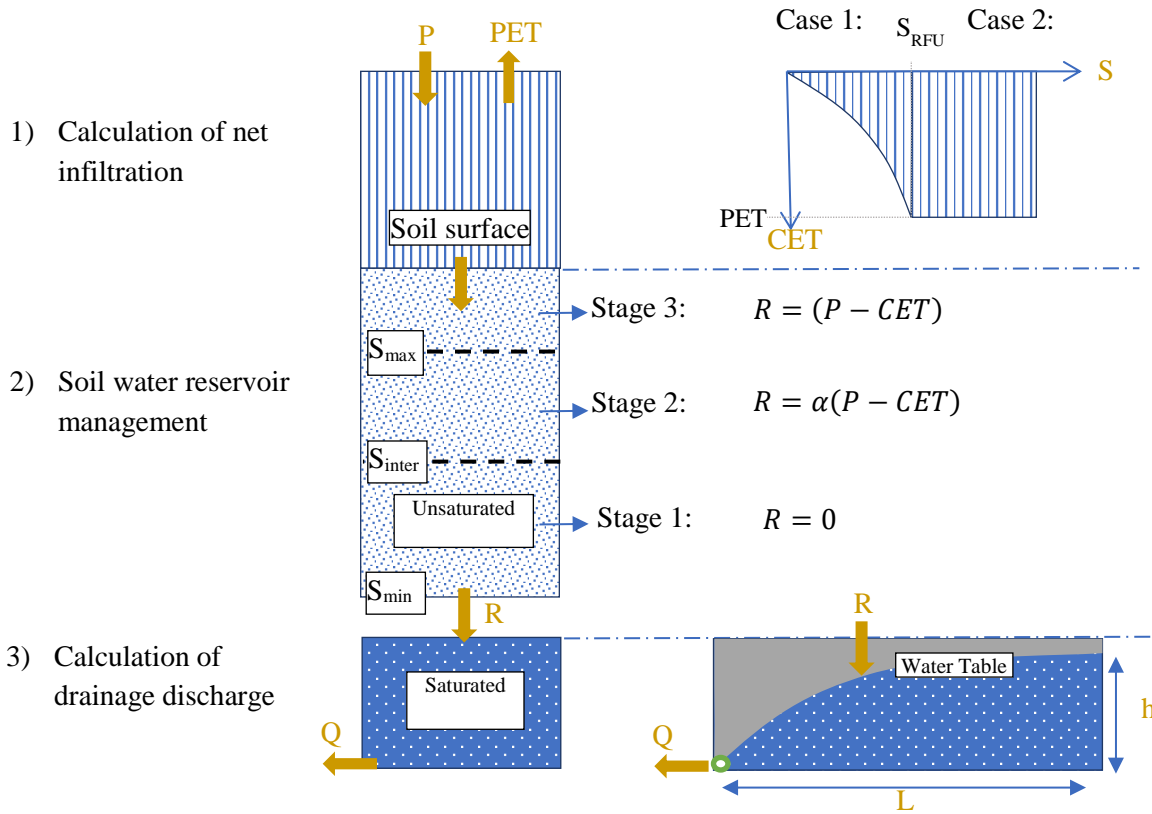 Case 1:
S_RFU
Case 2:
P
PET
S
1) Calculation of net
infiltration
PET
CET
Soil surface
Stage 3: R = (P − CET)
S_max
2) Soil water reservoir
management
Stage 2: R = α(P − CET)
S_inter
Unsaturated
Stage 1: R = 0
S_min
R
R
3) Calculation of
drainage discharge
Water Table
Saturated
h
Q
Q
L